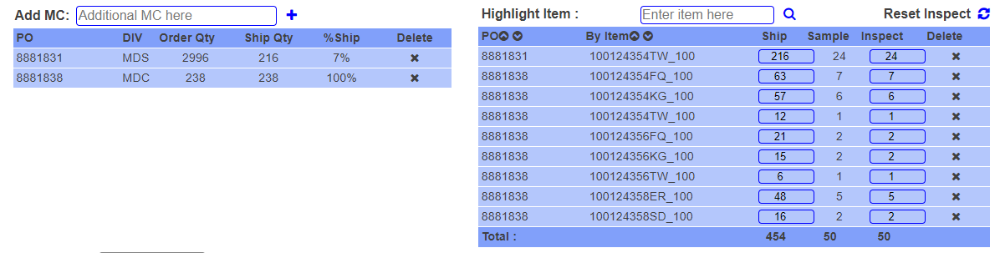 Add MC: Additional MC here
PO DIV Order Qty Ship Qty %Ship Delete
8881831 MDS 2996 216 7%
8881838 MDC 238 238 100%
Highlight Item : Enter item here Reset Inspect
PO By Item Ship Sample Inspect Delete
8881831 100124354TW_100 216 24 24
8881838 100124354FQ_100 63 7 7
8881838 100124354KG_100 57 6 6
8881838 100124354TW_100 12 1 1
8881838 100124356FQ_100 21 2 2
8881838 100124356KG_100 15 2 2
8881838 100124356TW_100 6 1 1
8881838 100124358ER_100 48 5 5
8881838 100124358SD_100 16 2 2
Total : 454 50 50